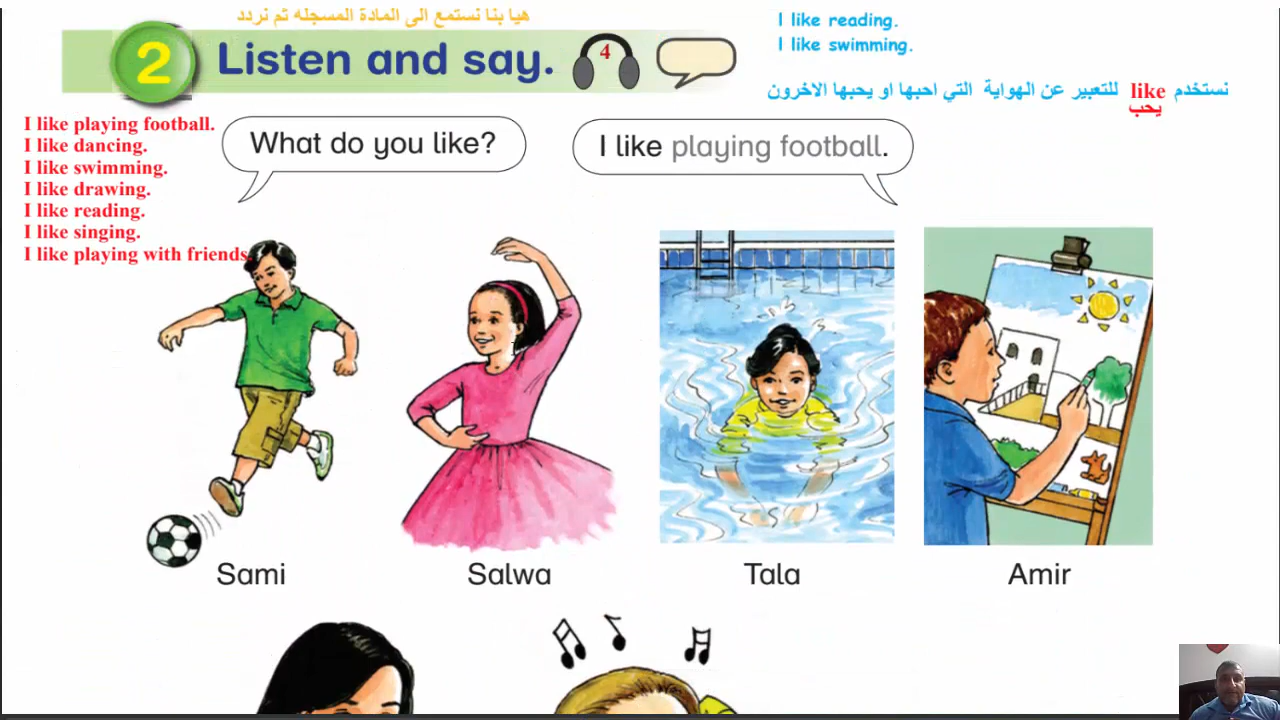 هيا بنا نستمع الى المادة المسجله ثم نردد
2 Listen and say. 4
I like reading.
I like swimming.
نستخدم like للتعبير عن الهواية التي احبها او يحبها الاخرون
يحب
I like playing football.
I like dancing.
I like swimming.
I like drawing.
I like reading.
I like singing.
I like playing with friends.
What do you like?
I like playing football.
Sami
Salwa
Tala
Amir